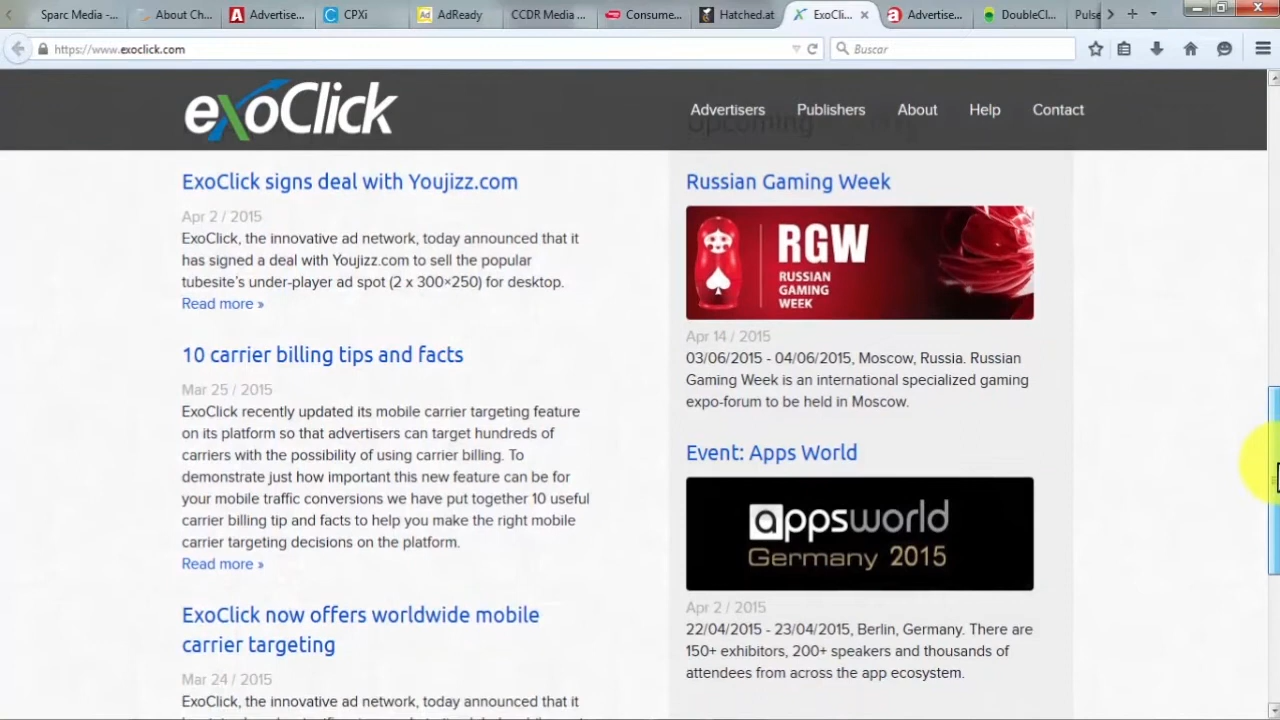 Sparc Media -...
About Ch...
Advertise...
CPXi
AdReady
CCDR Media ...
Consume...
Hatched.at
ExoCli...
Advertise...
DoubleCl...
Pulse
https://www.exoclick.com
Buscar
exoClick
Advertisers
Publishers
About
Help
Contact
Upcoming
ExoClick signs deal with Youjizz.com
Apr 2 / 2015
ExoClick, the innovative ad network, today announced that it
has signed a deal with Youjizz.com to sell the popular
tubesite's under-player ad spot (2 x 300×250) for desktop.
Read more »
10 carrier billing tips and facts
Mar 25 / 2015
ExoClick recently updated its mobile carrier targeting feature
on its platform so that advertisers can target hundreds of
carriers with the possibility of using carrier billing. To
demonstrate just how important this new feature can be for
your mobile traffic conversions we have put together 10 useful
carrier billing tip and facts to help you make the right mobile
carrier targeting decisions on the platform.
Read more »
ExoClick now offers worldwide mobile
carrier targeting
Mar 24 / 2015
ExoClick, the innovative ad network, today announced that it
Russian Gaming Week
RGW
RUSSIAN
GAMING
WEEK
Apr 14 / 2015
03/06/2015 - 04/06/2015, Moscow, Russia. Russian
Gaming Week is an international specialized gaming
expo-forum to be held in Moscow.
Event: Apps World
appsworld
Germany 2015
Apr 2 / 2015
22/04/2015 - 23/04/2015, Berlin, Germany. There are
150+ exhibitors, 200+ speakers and thousands of
attendees from across the app ecosystem.